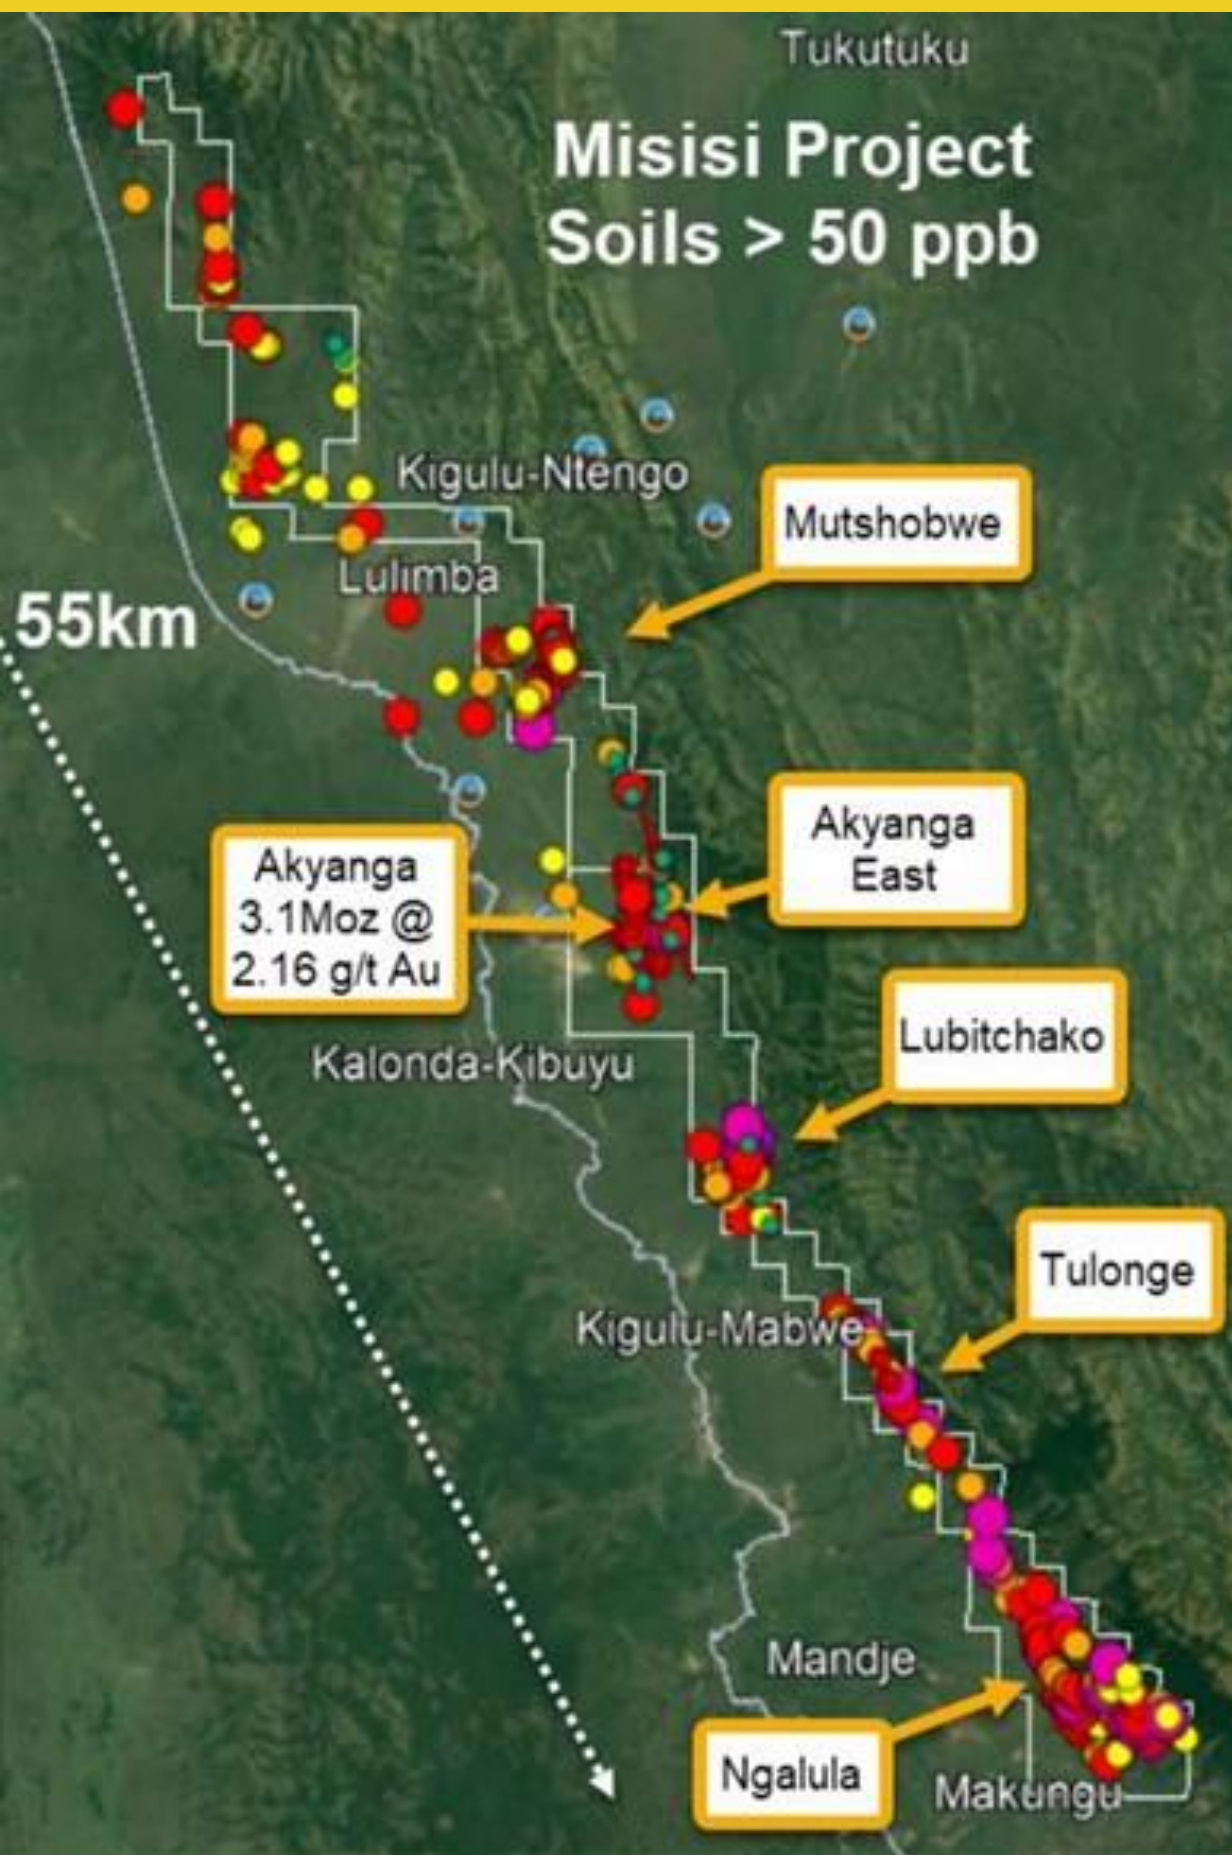 Tukutuku
Misisi Project
Soils > 50 ppb
Kigulu-Ntengo
Mutshobwe
Lulimba
55km
Akyanga
East
Akyanga
3.1Moz @
2.16 g/t Au
Lubitchako
Kalonda-Kibuyu
Tulonge
Kigulu-Mabwe
Mandje
Ngalula
Makungu